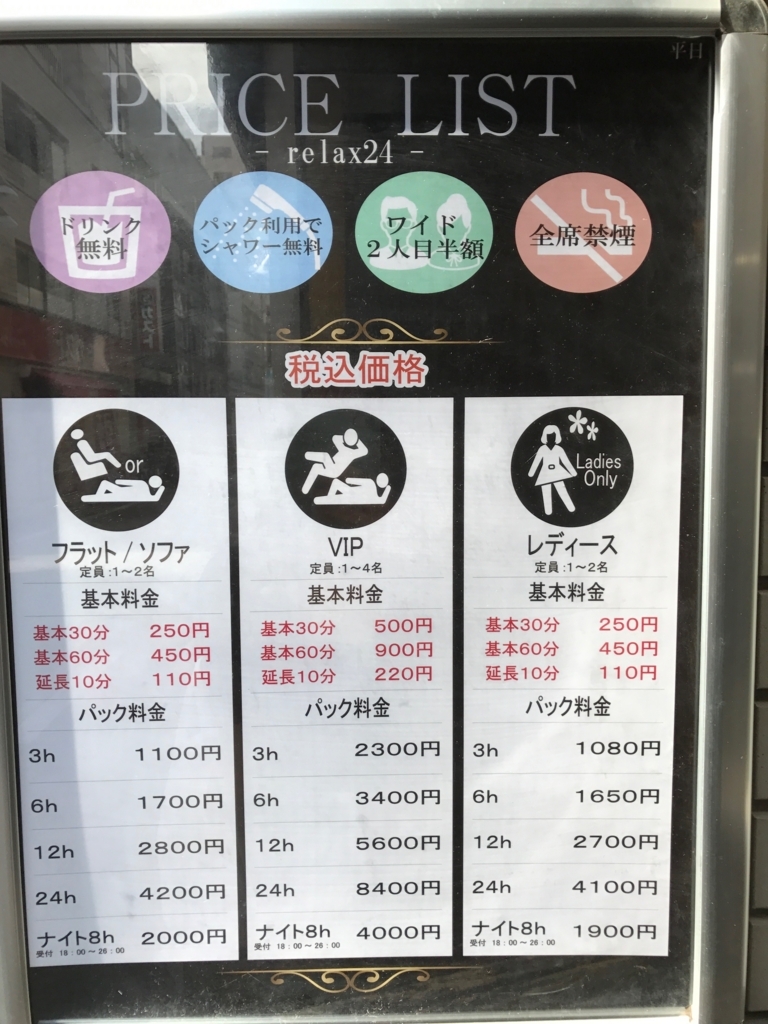 平日
PRICE LIST
- relax24 -
ドリンク
無料
パック利用で
シャワー無料
ワイド
2人目半額
全席禁煙
税込価格
or
フラット / ソファ
定員:1〜2名
基本料金
基本30分 250円
基本60分 450円
延長10分 110円
パック料金
3h 1100円
6h 1700円
12h 2800円
24h 4200円
ナイト8h 2000円
受付 18:00〜26:00
VIP
定員:1〜4名
基本料金
基本30分 500円
基本60分 900円
延長10分 220円
パック料金
3h 2300円
6h 3400円
12h 5600円
24h 8400円
ナイト8h 4000円
受付 18:00〜26:00
Ladies
Only
レディース
定員:1〜2名
基本料金
基本30分 250円
基本60分 450円
延長10分 110円
パック料金
3h 1080円
6h 1650円
12h 2700円
24h 4100円
ナイト8h 1900円
受付 18:00〜26:00